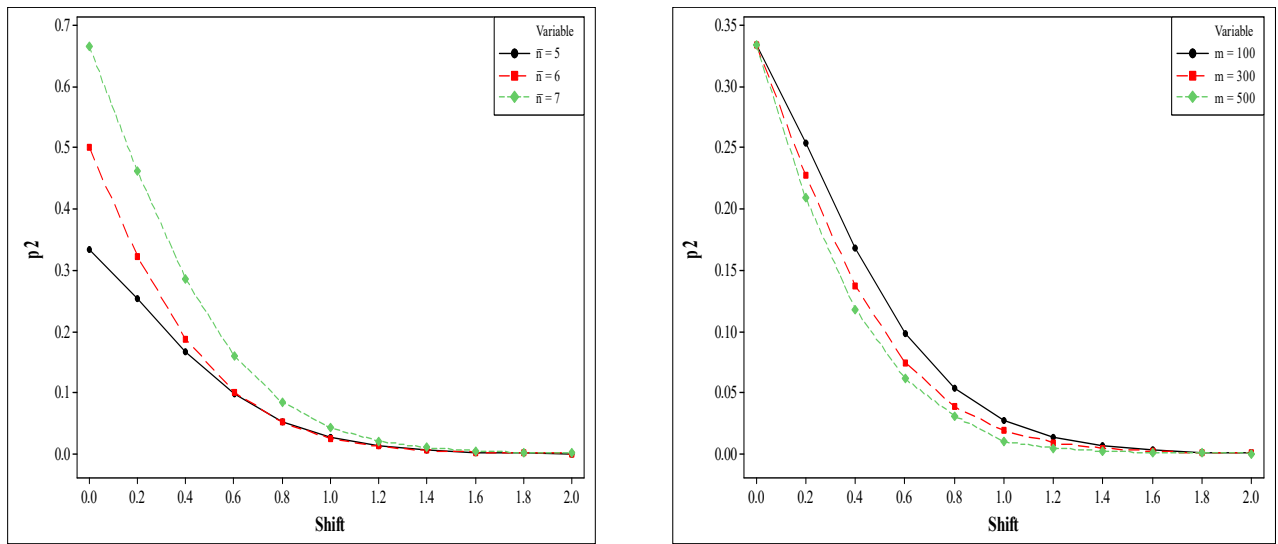 0.7
0.6
0.5
0.4
0.3
0.2
0.1
0.0
p2
0.0 0.2 0.4 0.6 0.8 1.0 1.2 1.4 1.6 1.8 2.0
Shift
Variable
n̅ = 5
n̅ = 6
n̅ = 7
0.35
0.30
0.25
0.20
0.15
0.10
0.05
0.00
p2
0.0 0.2 0.4 0.6 0.8 1.0 1.2 1.4 1.6 1.8 2.0
Shift
Variable
m = 100
m = 300
m = 500